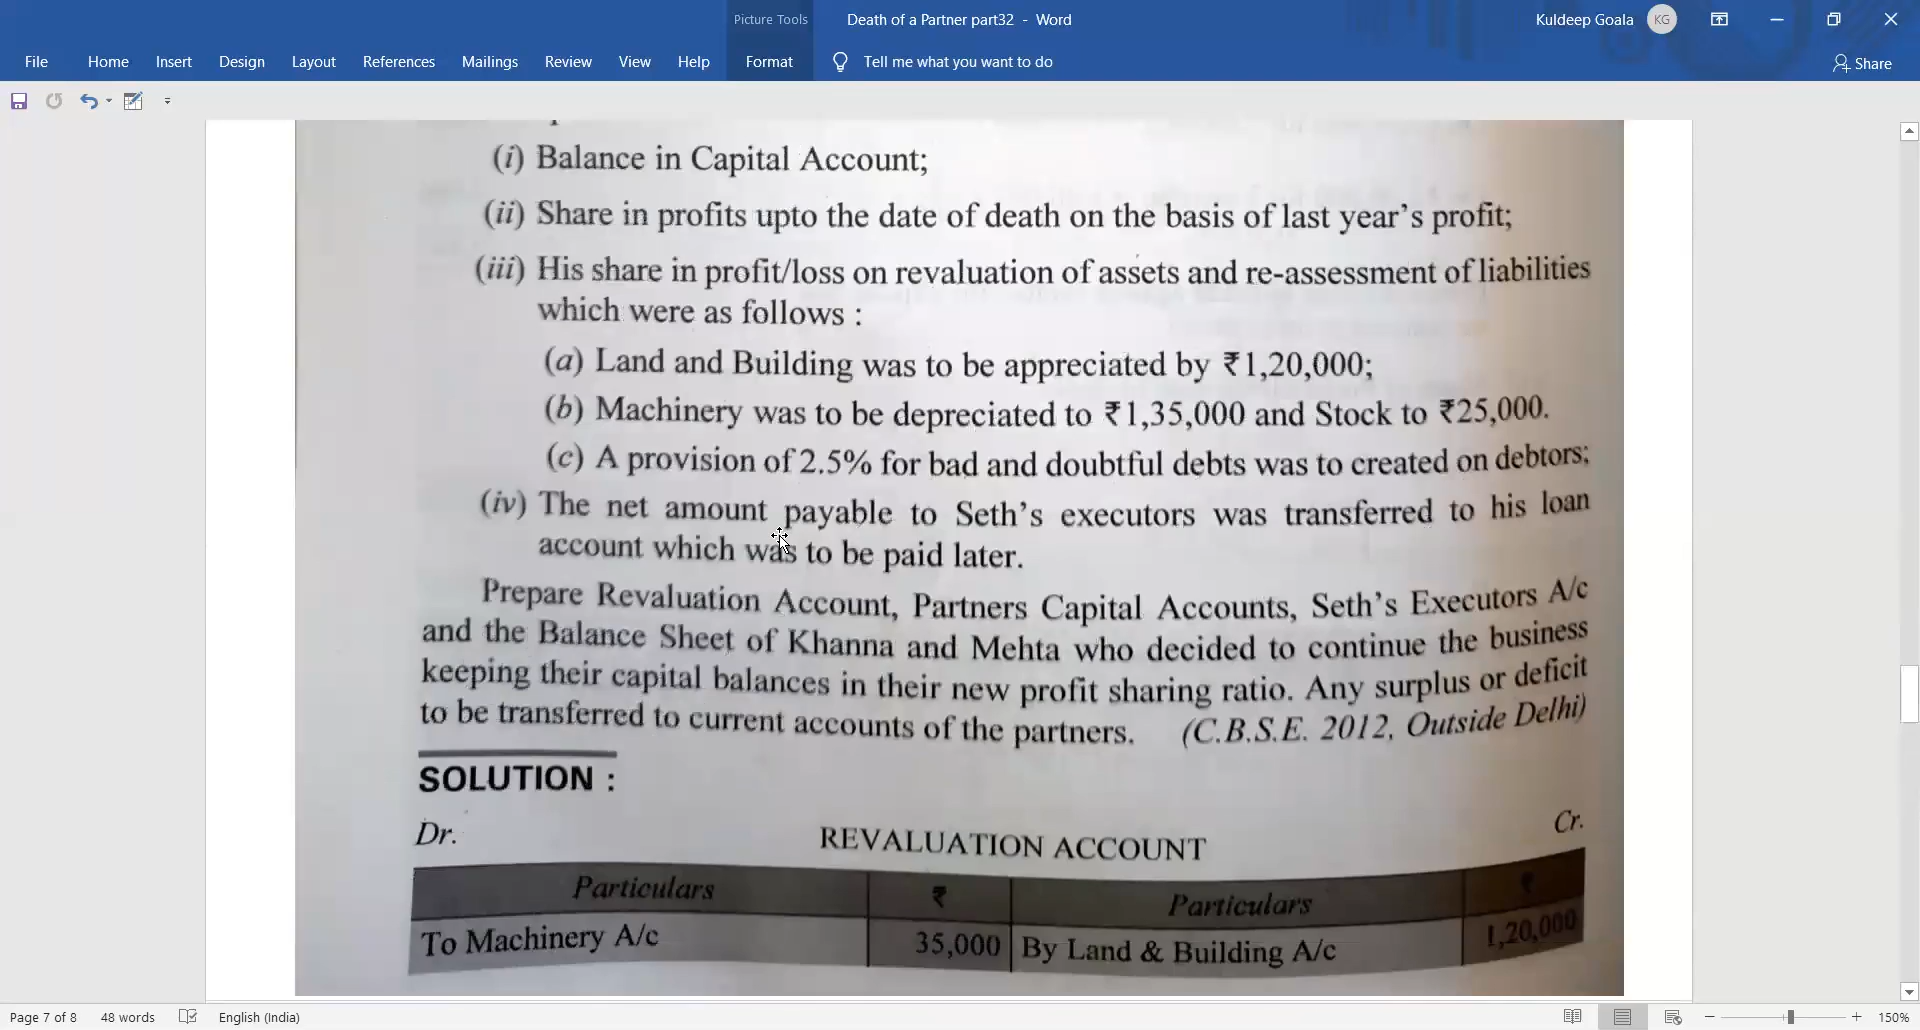 Picture Tools
Death of a Partner part32 - Word
Kuldeep Goala
KG
File Home Insert Design Layout References Mailings Review View Help Format Tell me what you want to do Share
(i) Balance in Capital Account;
(ii) Share in profits upto the date of death on the basis of last year's profit;
(iii) His share in profit/loss on revaluation of assets and re-assessment of liabilities
which were as follows :
(a) Land and Building was to be appreciated by ₹1,20,000;
(b) Machinery was to be depreciated to ₹1,35,000 and Stock to ₹25,000.
(c) A provision of 2.5% for bad and doubtful debts was to created on debtors;
(iv) The net amount payable to Seth's executors was transferred to his loan
account which was to be paid later.
Prepare Revaluation Account, Partners Capital Accounts, Seth's Executors A/c
and the Balance Sheet of Khanna and Mehta who decided to continue the business
keeping their capital balances in their new profit sharing ratio. Any surplus or deficit
to be transferred to current accounts of the partners. (C.B.S.E. 2012, Outside Delhi)
SOLUTION :
Dr. REVALUATION ACCOUNT Cr.
Particulars ₹ Particulars ₹
To Machinery A/c 35,000 By Land & Building A/c 1,20,000
Page 7 of 8 48 words English (India) 150%